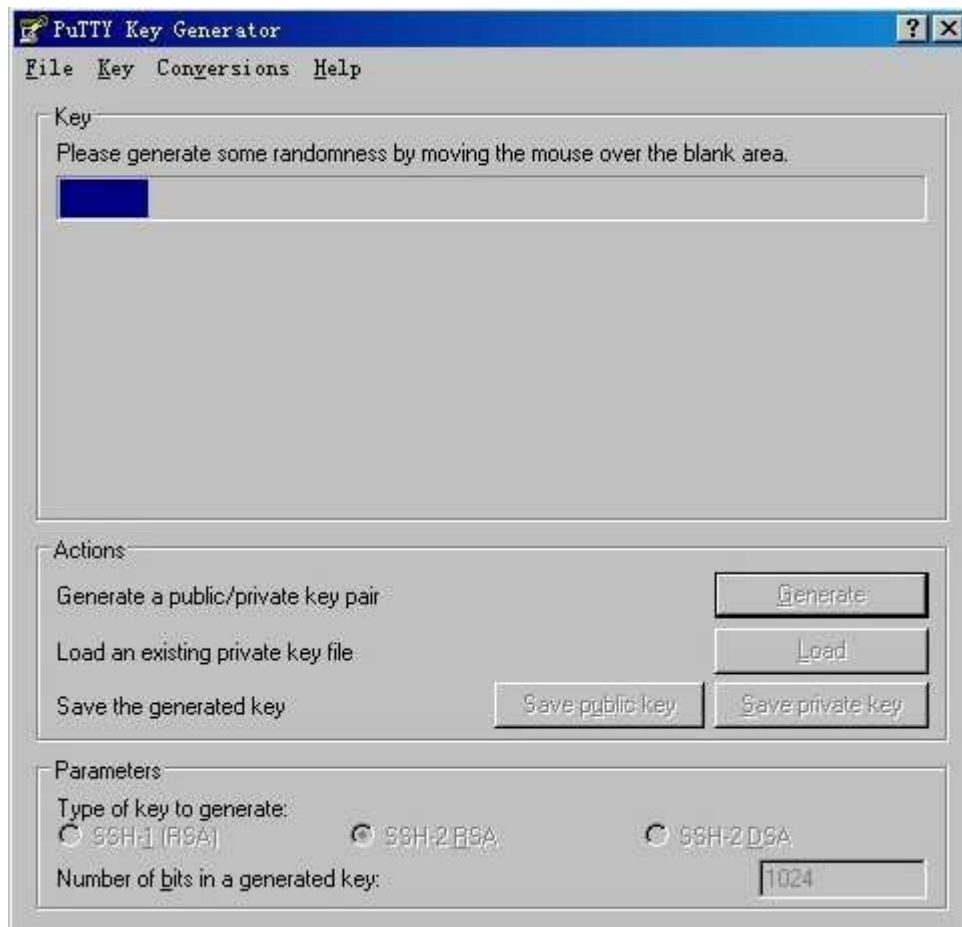 PuTTY Key Generator
File Key Conversions Help
Key
Please generate some randomness by moving the mouse over the blank area.
Actions
Generate a public/private key pair Generate
Load an existing private key file Load
Save the generated key Save public key Save private key
Parameters
Type of key to generate:
SSH-1 (RSA) SSH-2 RSA SSH-2 DSA
Number of bits in a generated key: 1024